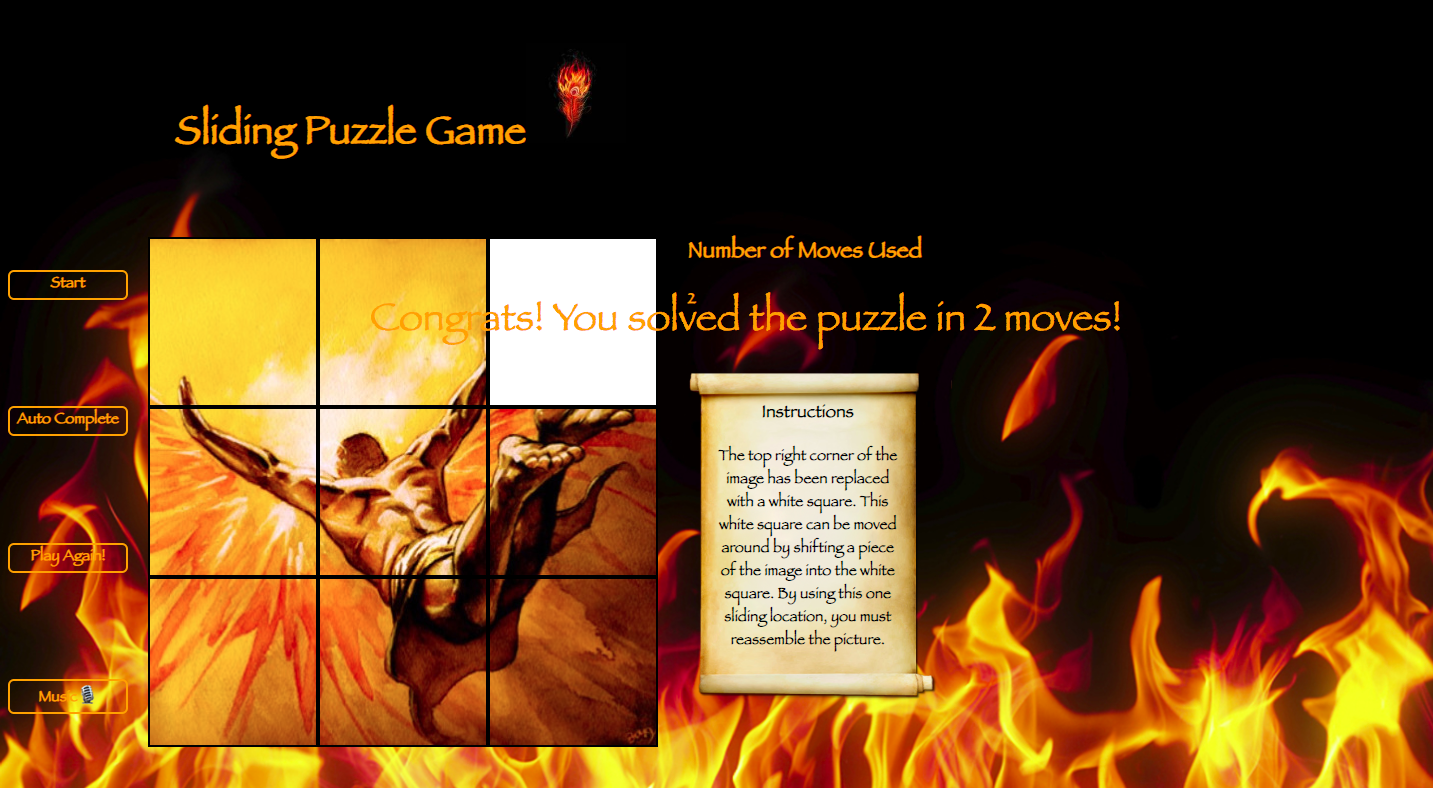 Sliding Puzzle Game
Start
Auto Complete
Play Again!
Music
Number of Moves Used
2
Congrats! You solved the puzzle in 2 moves!
Instructions
The top right corner of the
image has been replaced
with a white square. This
white square can be moved
around by shifting a piece
of the image into the white
square. By using this one
sliding location, you must
reassemble the picture.